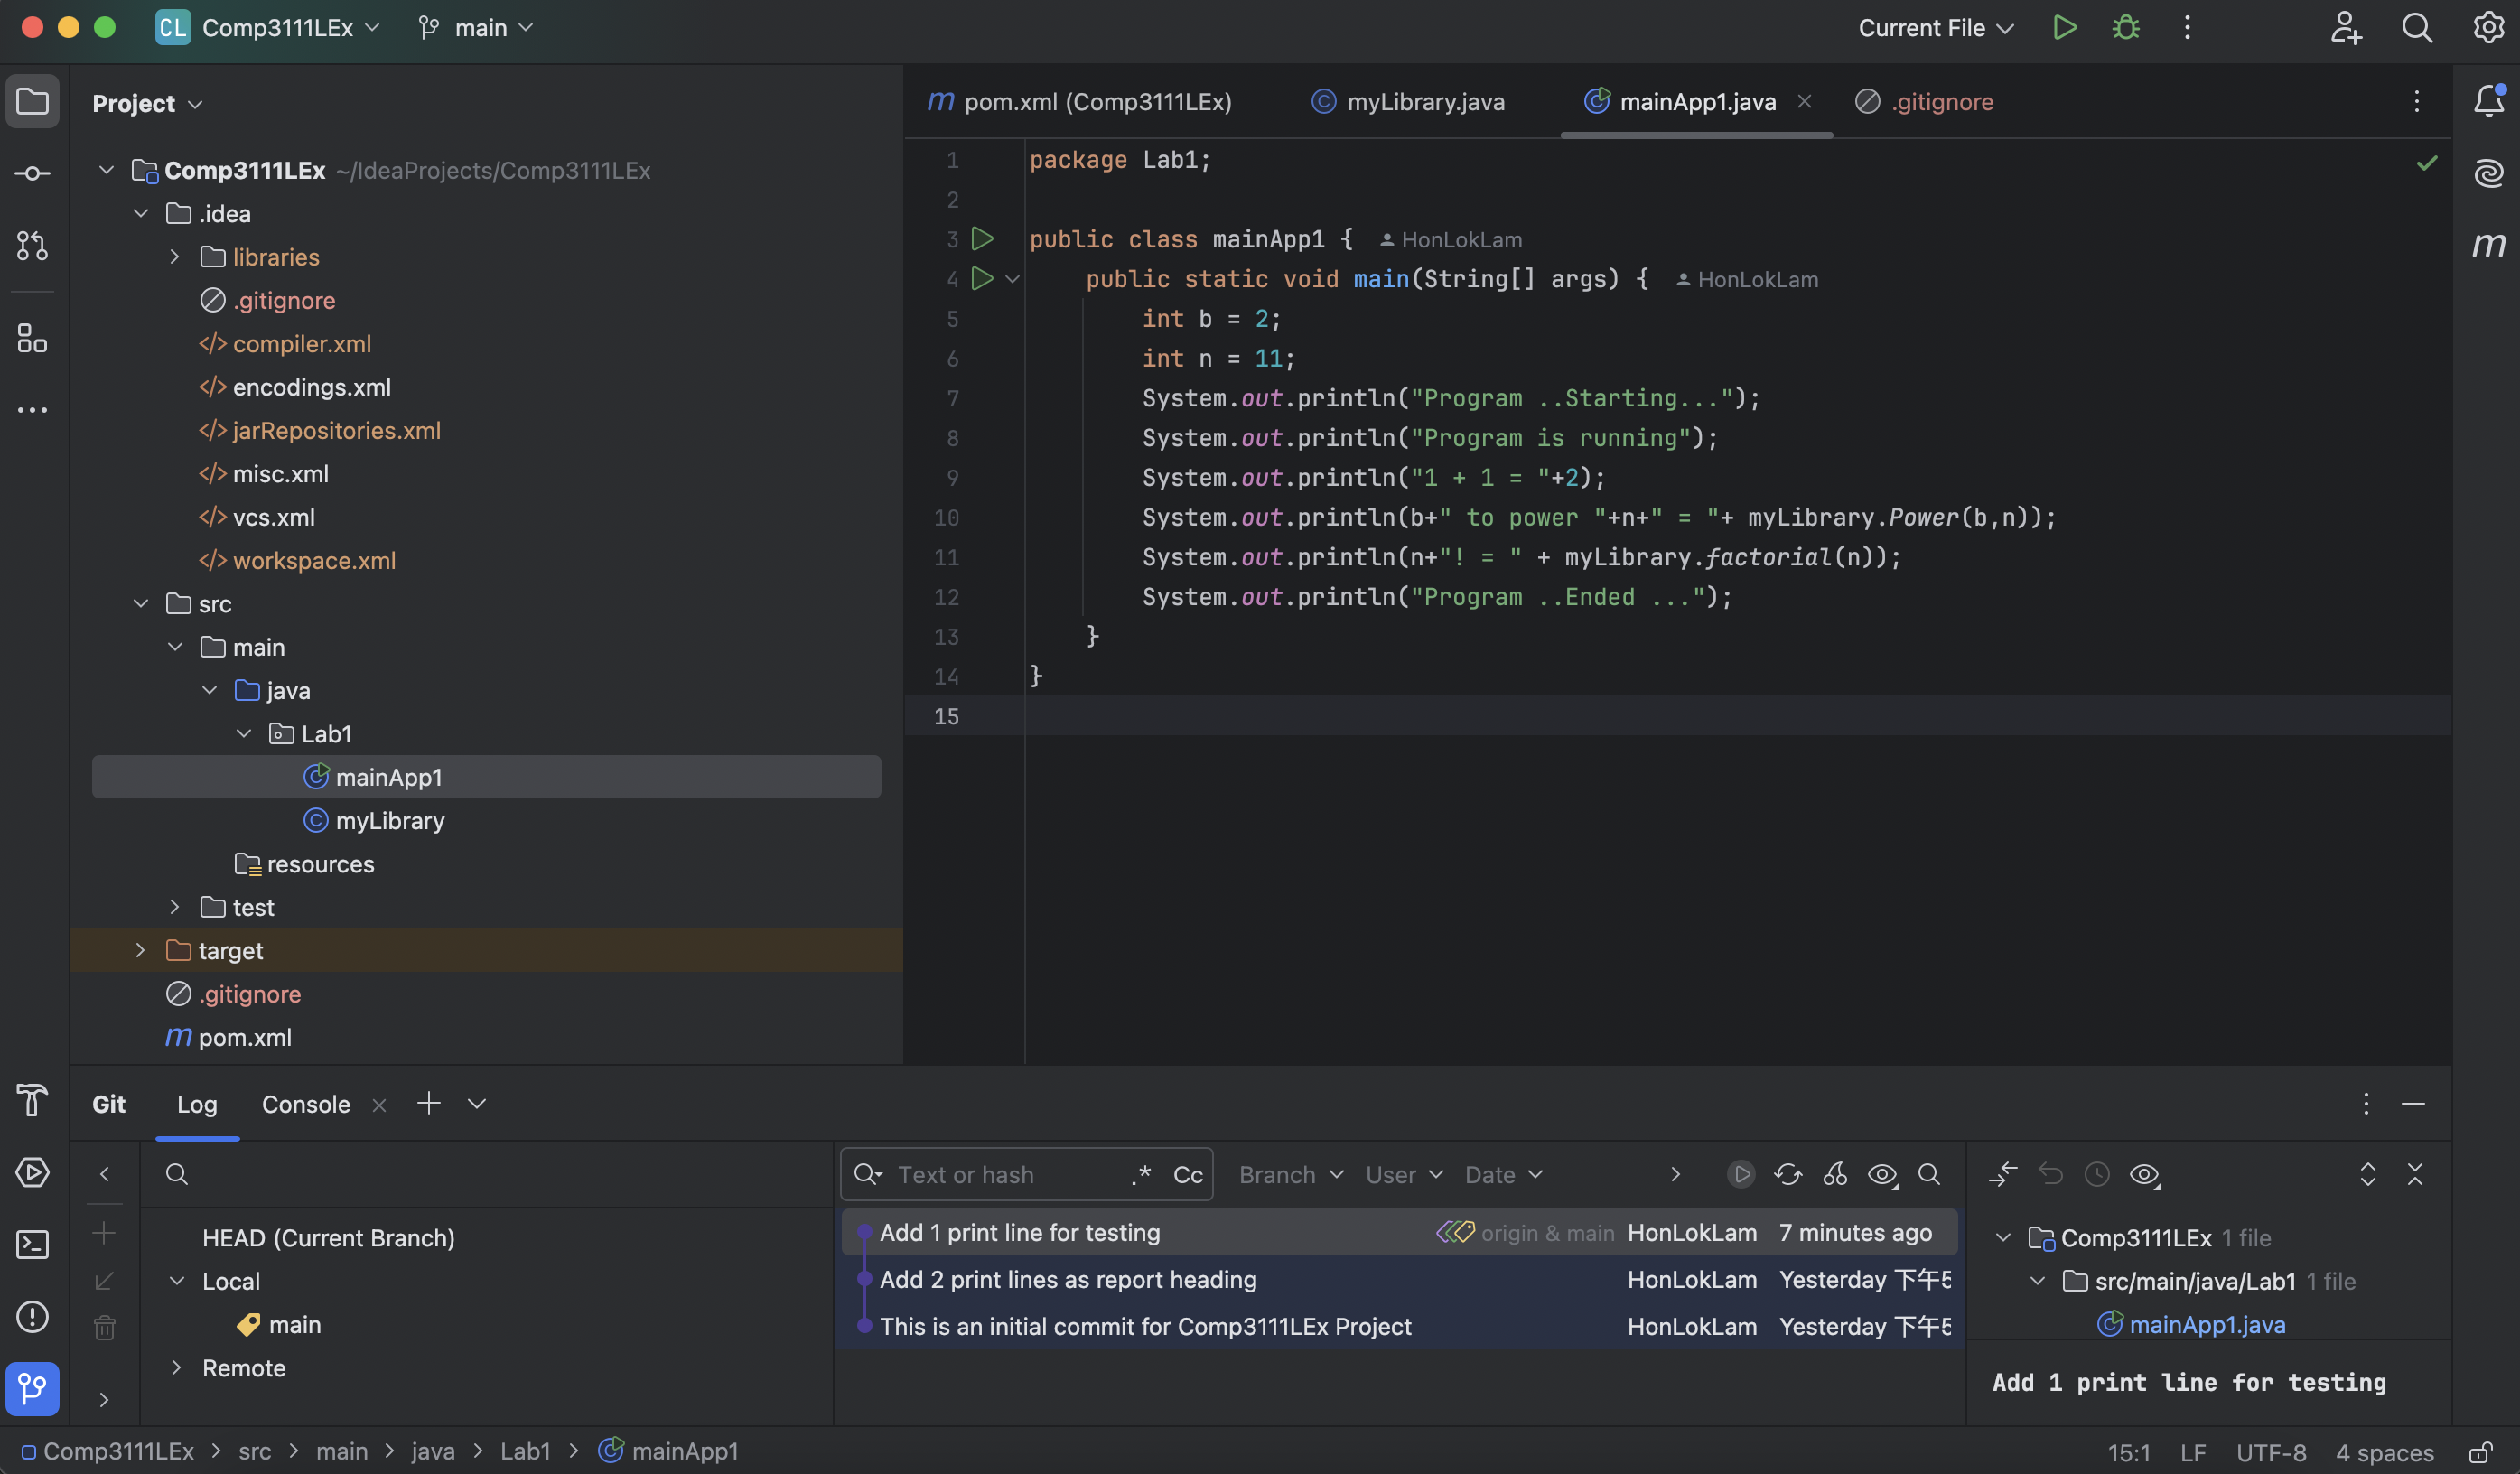 CL Comp3111LEx main Current File
Project
Comp3111LEx ~/IdeaProjects/Comp3111LEx
.idea
libraries
.gitignore
</> compiler.xml
</> encodings.xml
</> jarRepositories.xml
</> misc.xml
</> vcs.xml
</> workspace.xml
src
main
java
Lab1
mainApp1
myLibrary
resources
test
target
.gitignore
m pom.xml
m pom.xml (Comp3111LEx) myLibrary.java mainApp1.java .gitignore
1 package Lab1;
2
3 public class mainApp1 { HonLokLam
4 public static void main(String[] args) { HonLokLam
5 int b = 2;
6 int n = 11;
7 System.out.println("Program ..Starting...");
8 System.out.println("Program is running");
9 System.out.println("1 + 1 = "+2);
10 System.out.println(b+" to power "+n+" = "+ myLibrary.Power(b,n));
11 System.out.println(n+"! = " + myLibrary.factorial(n));
12 System.out.println("Program ..Ended ...");
13 }
14 }
15
m
Git Log Console
HEAD (Current Branch)
Local
main
Remote
Text or hash .* Cc Branch User Date
Add 1 print line for testing origin & main HonLokLam 7 minutes ago
Add 2 print lines as report heading HonLokLam Yesterday 下午5
This is an initial commit for Comp3111LEx Project HonLokLam Yesterday 下午5
Comp3111LEx 1 file
src/main/java/Lab1 1 file
mainApp1.java
Add 1 print line for testing
Comp3111LEx > src > main > java > Lab1 > mainApp1 15:1 LF UTF-8 4 spaces